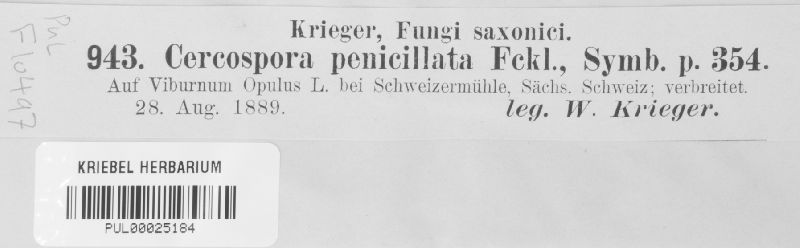 Krieger, Fungi saxonici.
943. Cercospora penicillata Fckl., Symb. p. 354.
Auf Viburnum Opulus L. bei Schweizermühle, Sächs. Schweiz; verbreitet.
28. Aug. 1889. leg. W. Krieger.
PUL
F10497
KRIEBEL HERBARIUM
PUL00025184